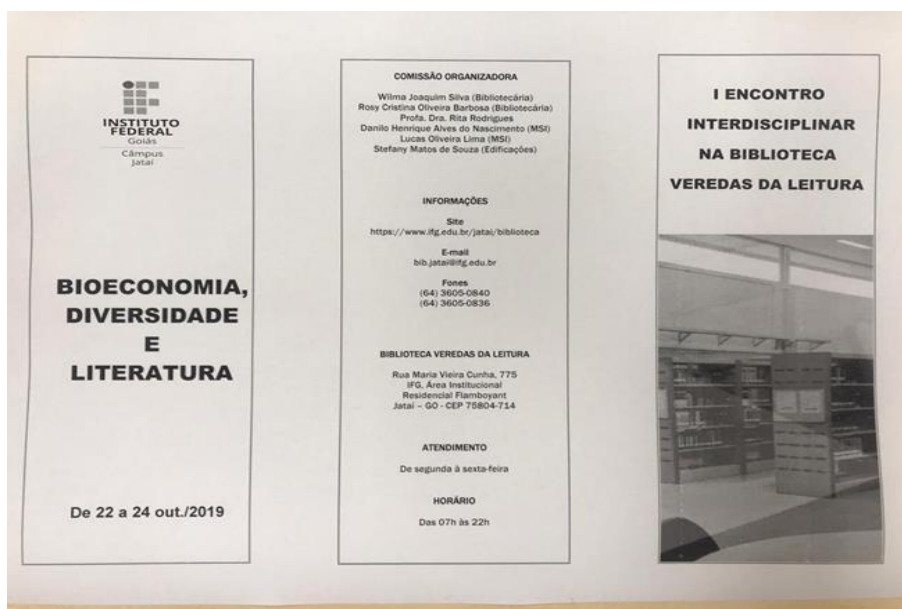 INSTITUTO
FEDERAL
Goiás
Câmpus
Jataí
BIOECONOMIA,
DIVERSIDADE
E
LITERATURA
De 22 a 24 out./2019
COMISSÃO ORGANIZADORA
Wilma Joaquim Silva (Bibliotecária)
Rosy Cristina Oliveira Barbosa (Bibliotecária)
Profa. Dra. Rita Rodrigues
Danilo Henrique Alves do Nascimento (MSI)
Lucas Oliveira Lima (MSI)
Stefany Matos de Souza (Edificações)
INFORMAÇÕES
Site
https://www.ifg.edu.br/jatai/biblioteca
E-mail
bib.jatai@ifg.edu.br
Fones
(64) 3605-0840
(64) 3605-0836
BIBLIOTECA VEREDAS DA LEITURA
Rua Maria Vieira Cunha, 775
IFG, Área Institucional
Residencial Flamboyant
Jataí – GO - CEP 75804-714
ATENDIMENTO
De segunda à sexta-feira
HORÁRIO
Das 07h às 22h
I ENCONTRO
INTERDISCIPLINAR
NA BIBLIOTECA
VEREDAS DA LEITURA